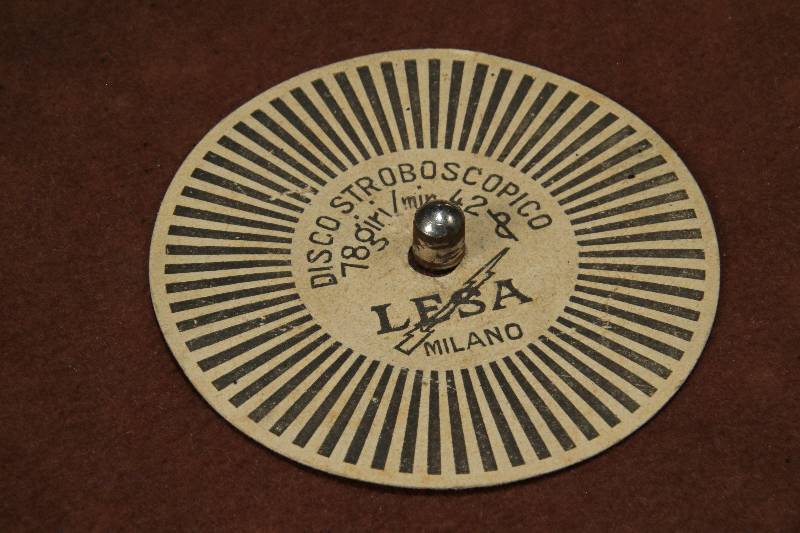 DISCO STROBOSCOPICO
78 giri/min 42
LESA
MILANO